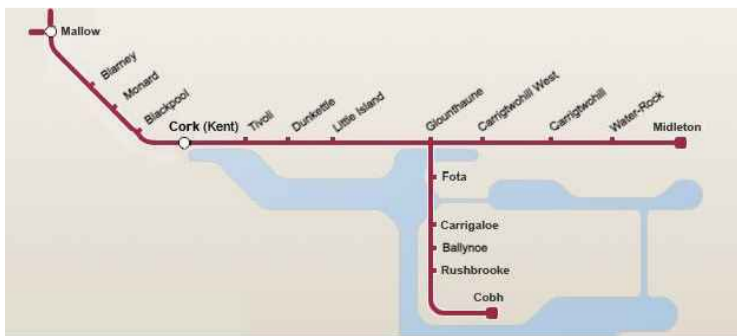 Mallow
Blarney
Monard
Blackpool
Cork (Kent)
Tivoli
Dunkettle
Little Island
Glounthaune
Carrigtwohill West
Carrigtwohill
Water-Rock
Midleton
Fota
Carrigaloe
Ballynoe
Rushbrooke
Cobh